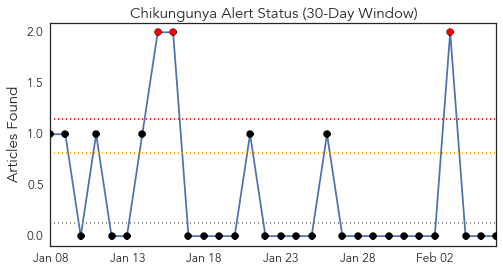 Chikungunya Alert Status (30-Day Window)
Articles Found
2.0
1.5
1.0
0.5
0.0
Jan 08
Jan 13
Jan 18
Jan 23
Jan 28
Feb 02